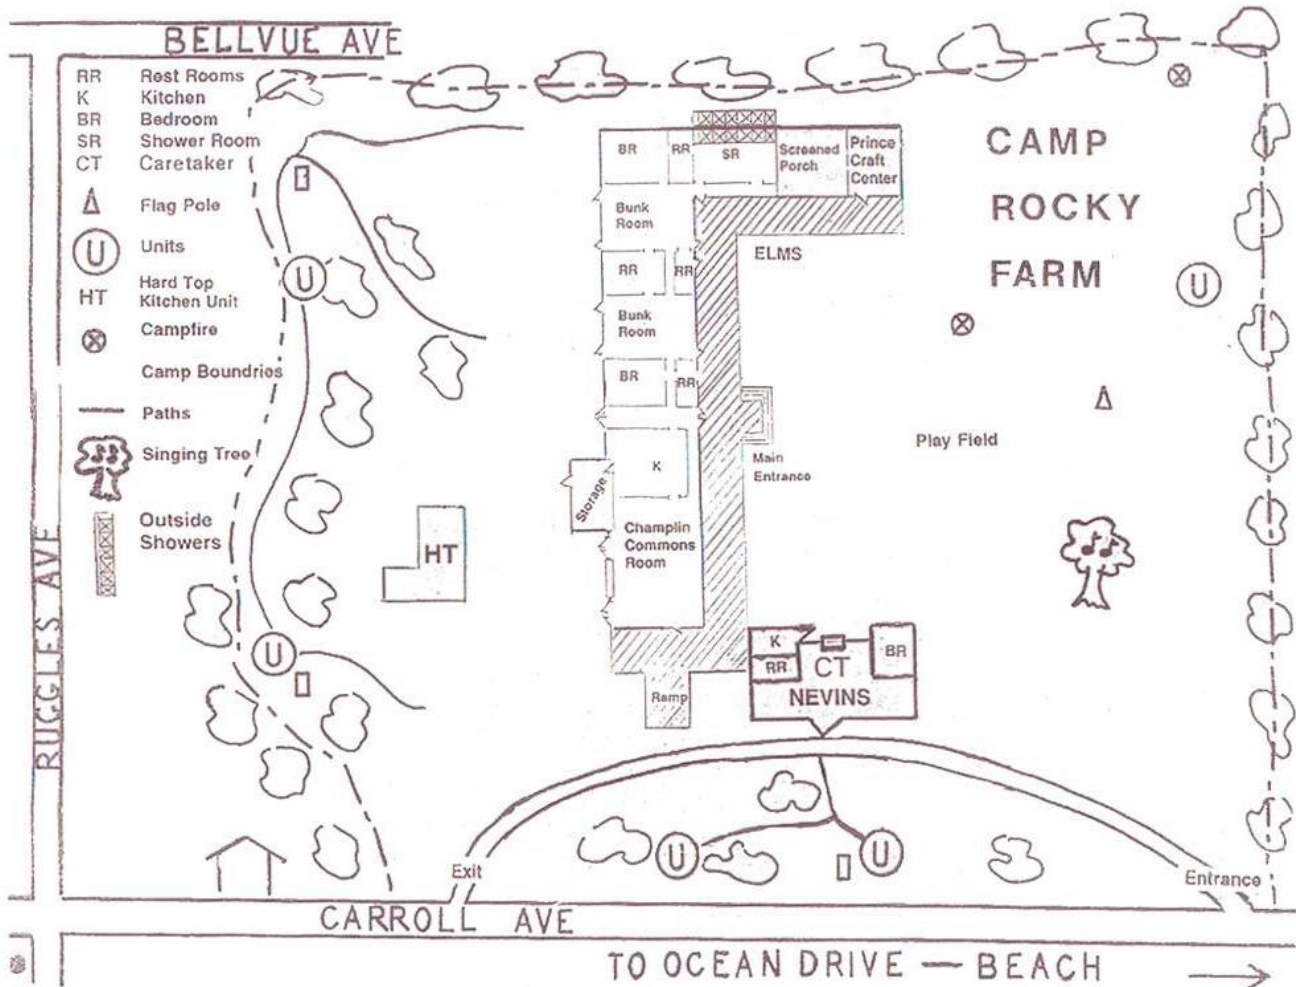 BELLVUE AVE
RR Rest Rooms
K Kitchen
BR Bedroom
SR Shower Room
CT Caretaker
Flag Pole
U Units
HT Hard Top
Kitchen Unit
Campfire
Camp Boundries
Paths
Singing Tree
Outside
Showers
RUGGLES AVE
CAMP
ROCKY
FARM
BR
RR
SR
Screened
Porch
Prince
Craft
Center
Bunk
Room
ELMS
RR
RR
Bunk
Room
BR
RR
K
Storage
Main
Entrance
Champlin
Commons
Room
Ramp
Play Field
U
U
HT
U
K
RR
CT
BR
NEVINS
U
U
Exit
Entrance
CARROLL AVE
TO OCEAN DRIVE — BEACH